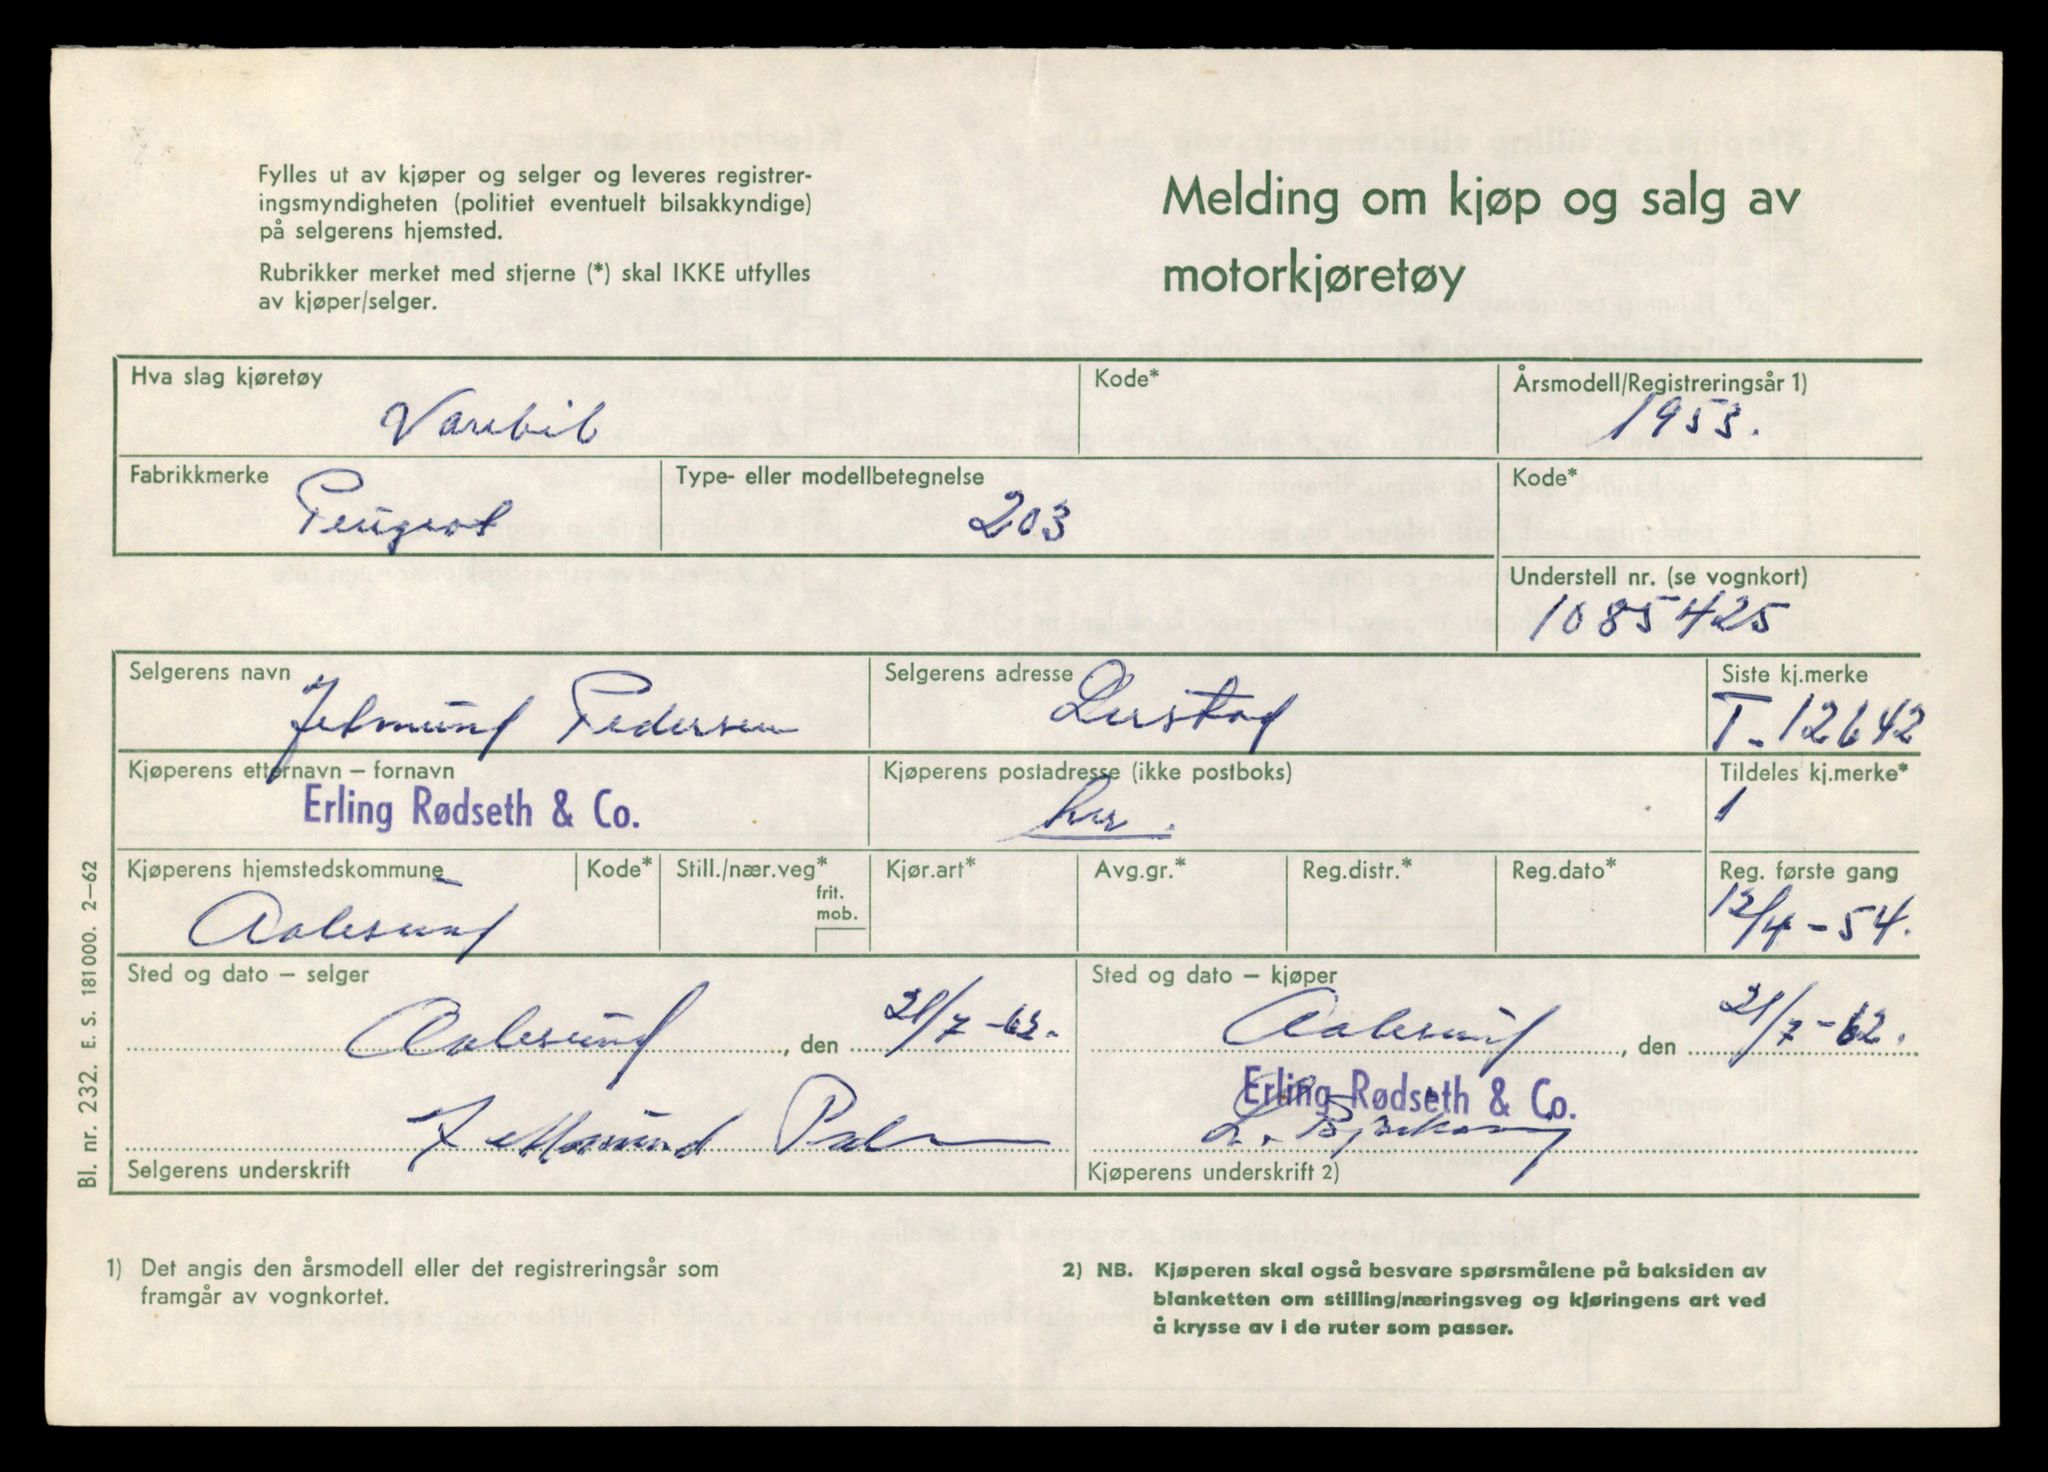 Fylles ut av kjøper og selger og leveres registrer-
ingsmyndigheten (politiet eventuelt bilsakkyndige)
på selgerens hjemsted.
Rubrikker merket med stjerne (*) skal IKKE utfylles
av kjøper/selger.
Melding om kjøp og salg av
motorkjøretøy
Hva slag kjøretøy
Varebil
Kode*
Årsmodell/Registreringsår 1)
1953.
Fabrikkmerke
Peugeot
Type- eller modellbetegnelse
203
Kode*
Understell nr. (se vognkort)
1085425
Selgerens navn
Jetmund Pedersen
Selgerens adresse
Siste kj.merke
T-12642
Kjøperens etternavn – fornavn
Erling Rødseth & Co.
Kjøperens postadresse (ikke postboks)
her.
Tildeles kj.merke*
1
Kjøperens hjemstedskommune
Aalesund
Kode*
Still./nær.veg*
frit.
mob.
Kjør.art*
Avg.gr.*
Reg.distr.*
Reg.dato*
Reg. første gang
12/4-54.
Sted og dato – selger
Aalesund, den 21/7-62.
Sted og dato – kjøper
Aalesund, den 21/7-62.
Erling Rødseth & Co.
Selgerens underskrift
Kjøperens underskrift 2)
Bl. nr. 232. E. S. 181000. 2–62
1) Det angis den årsmodell eller det registreringsår som
framgår av vognkortet.
2) NB. Kjøperen skal også besvare spørsmålene på baksiden av
blanketten om stilling/næringsveg og kjøringens art ved
å krysse av i de ruter som passer.